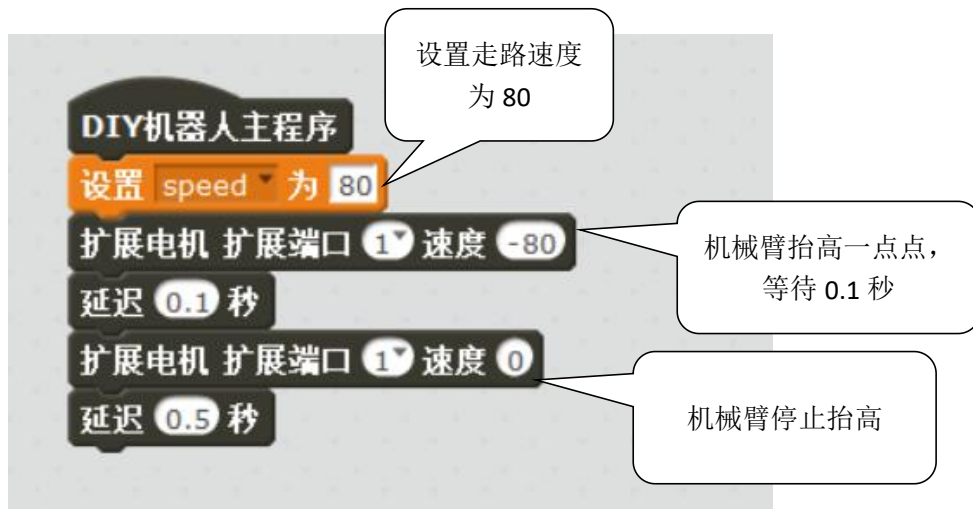 设置走路速度
为 80
DIY机器人主程序
设置 speed 为 80
扩展电机 扩展端口 1 速度 -80
机械臂抬高一点点，
等待 0.1 秒
延迟 0.1 秒
扩展电机 扩展端口 1 速度 0
机械臂停止抬高
延迟 0.5 秒